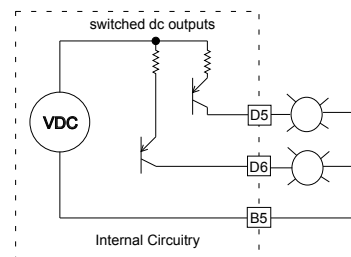 switched dc outputs
VDC
D5
D6
B5
Internal Circuitry